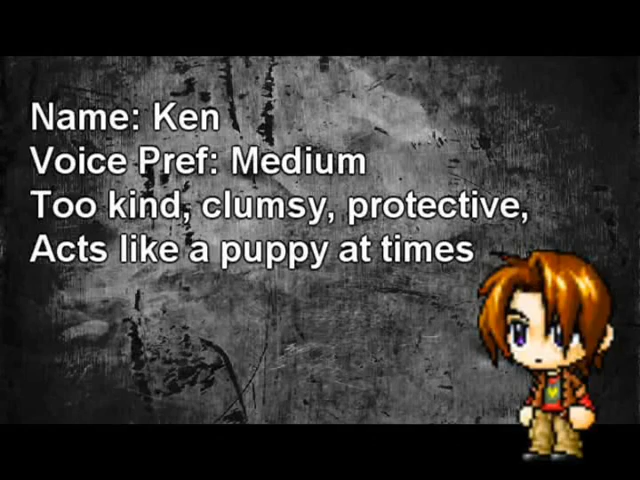 Name: Ken
Voice Pref: Medium
Too kind, clumsy, protective,
Acts like a puppy at times